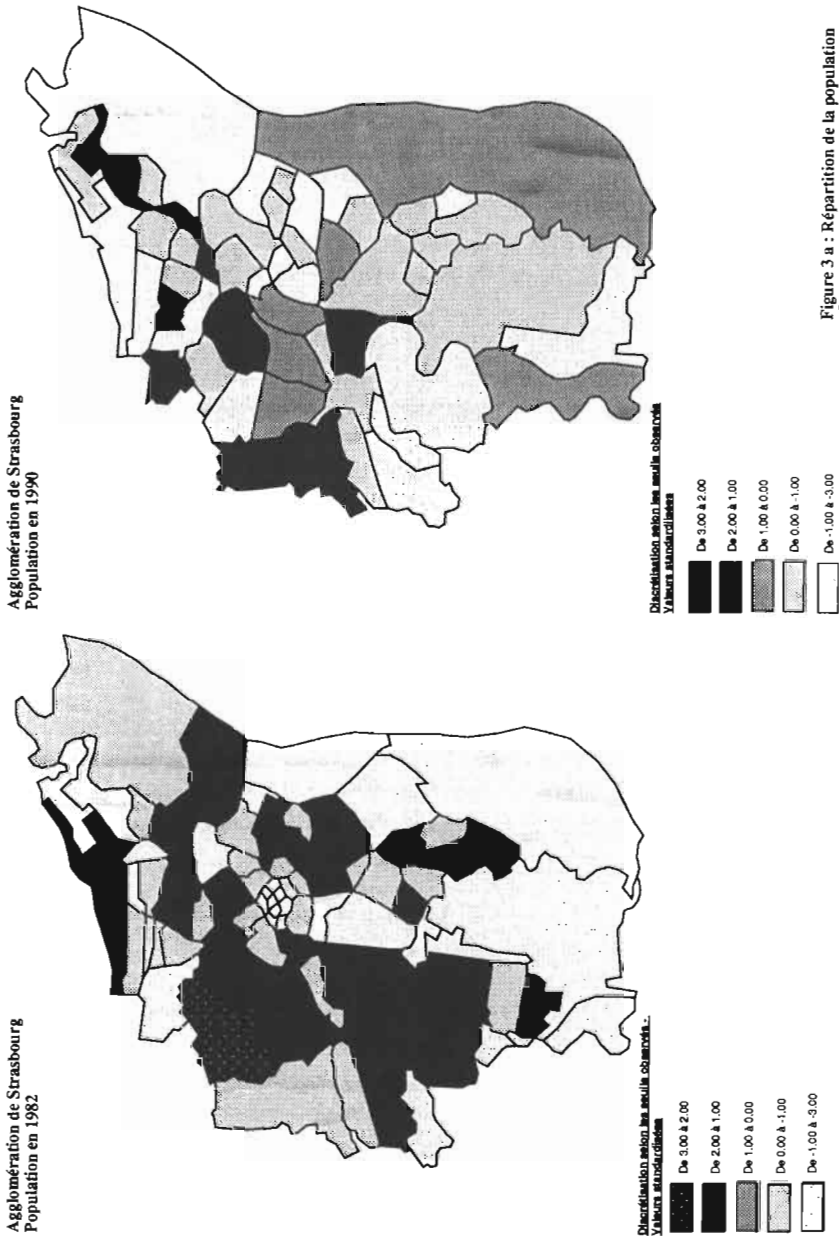 Agglomération de Strasbourg
Population en 1982
Discrétisation selon les seuils observés -
Valeurs standardisées
De 3.00 à 2.00
De 2.00 à 1.00
De 1.00 à 0.00
De 0.00 à -1.00
De -1.00 à -3.00
Agglomération de Strasbourg
Population en 1990
Discrétisation selon les seuils observés
Valeurs standardisées
De 3.00 à 2.00
De 2.00 à 1.00
De 1.00 à 0.00
De 0.00 à -1.00
De -1.00 à -3.00
Figure 3 a : Répartition de la population